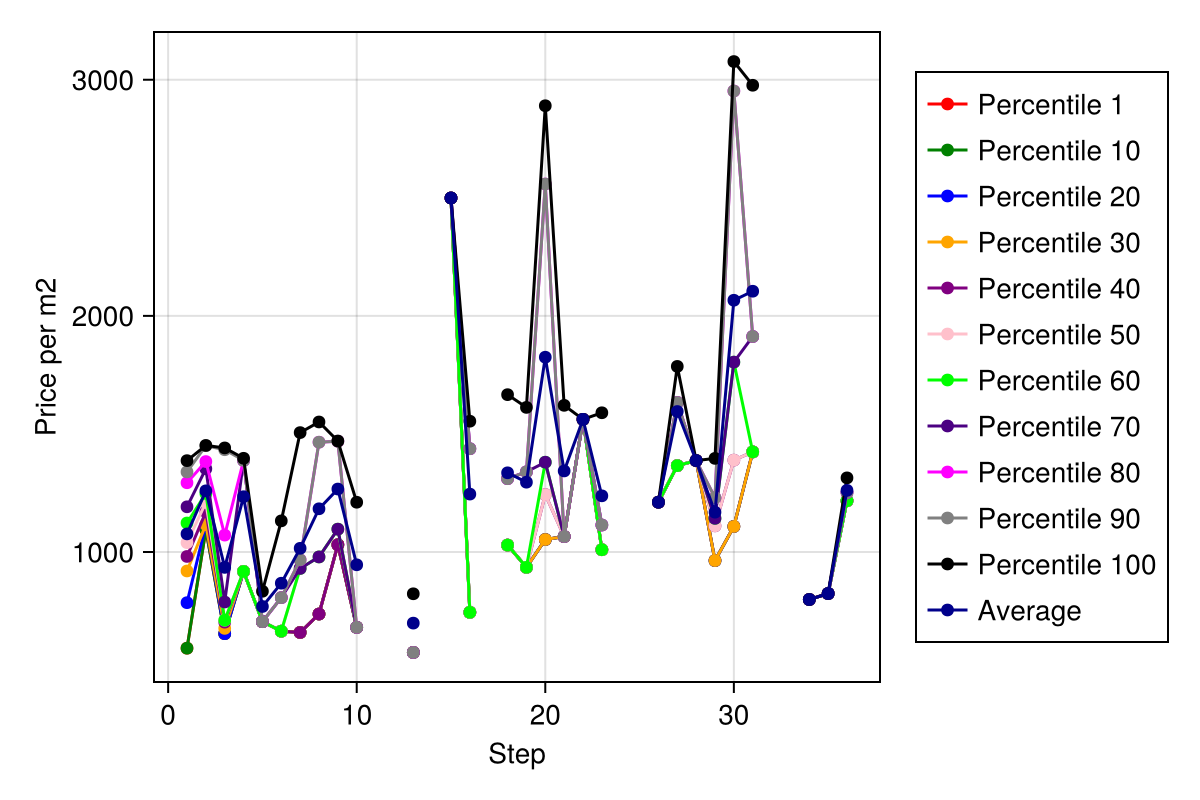 3000
2000
1000
Price per m2
0 10 20 30
Step
Percentile 1
Percentile 10
Percentile 20
Percentile 30
Percentile 40
Percentile 50
Percentile 60
Percentile 70
Percentile 80
Percentile 90
Percentile 100
Average